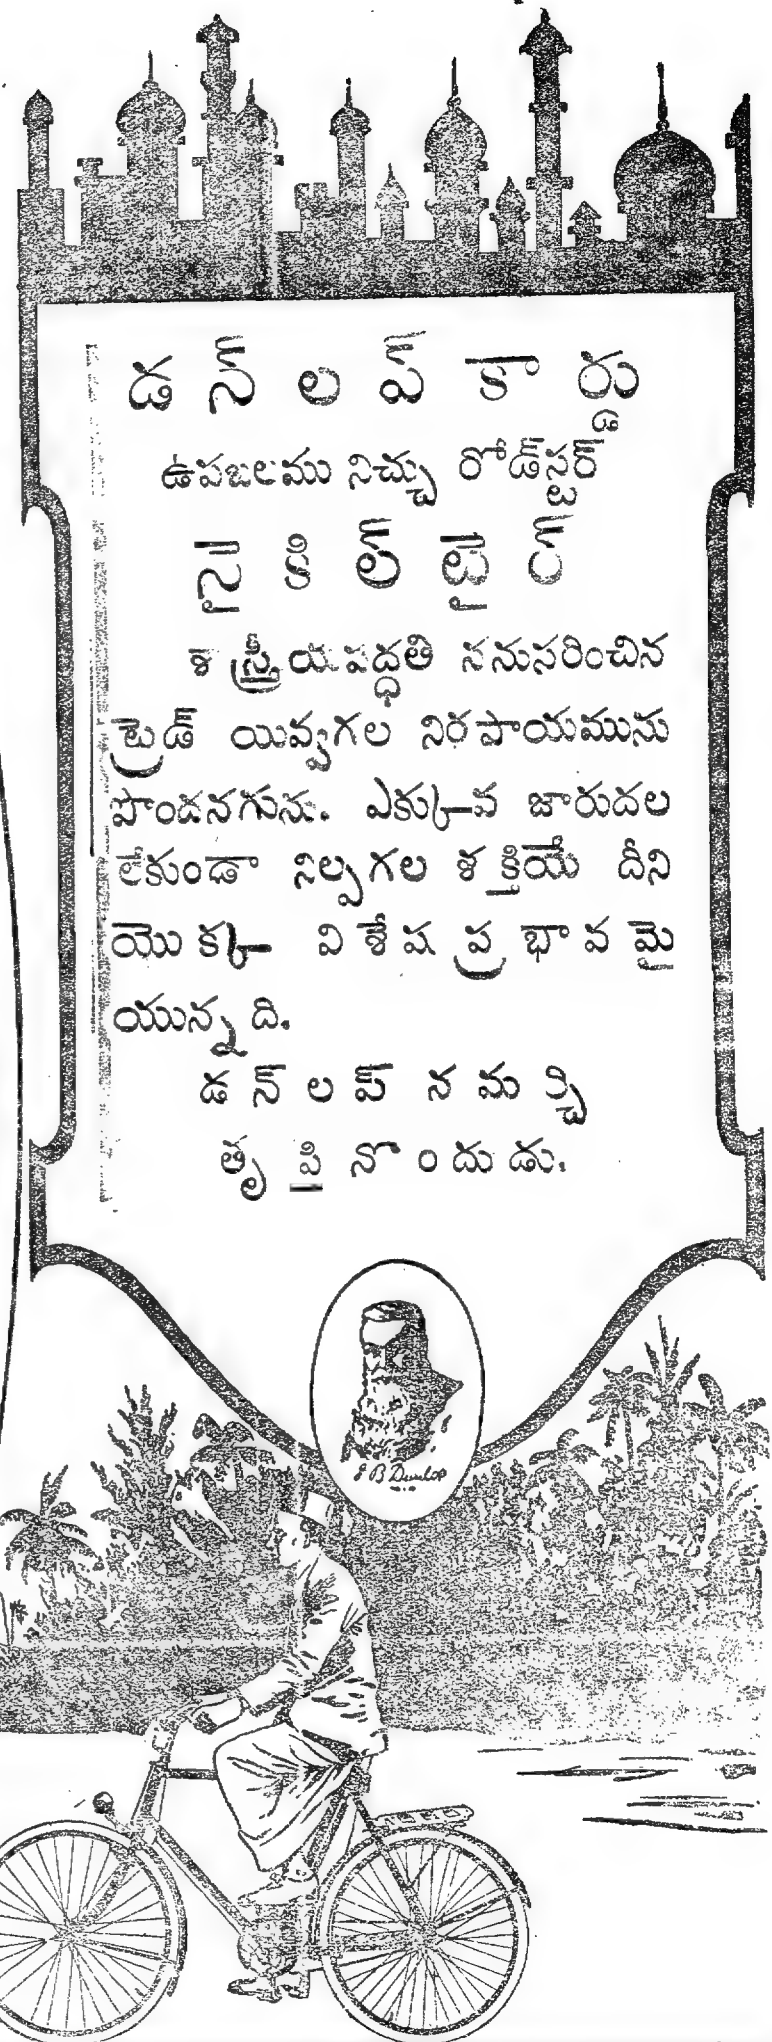 డన్‌లప్ కార్డు
ఉపబలము నిచ్చు రోడ్‌స్టర్
సైకిల్ టైర్
శాస్త్రీయపద్ధతి ననుసరించిన
ట్రెడ్ యివ్వగల నిరపాయమును
పొందనగును. ఎక్కువ జారుదల
లేకుండా నిల్పగల శక్తియే దీని
యొక్క విశేష ప్రభావమై
యున్నది.
డన్‌లప్ నమ్మి
తృప్తి నొందుడు.
J B Dunlop